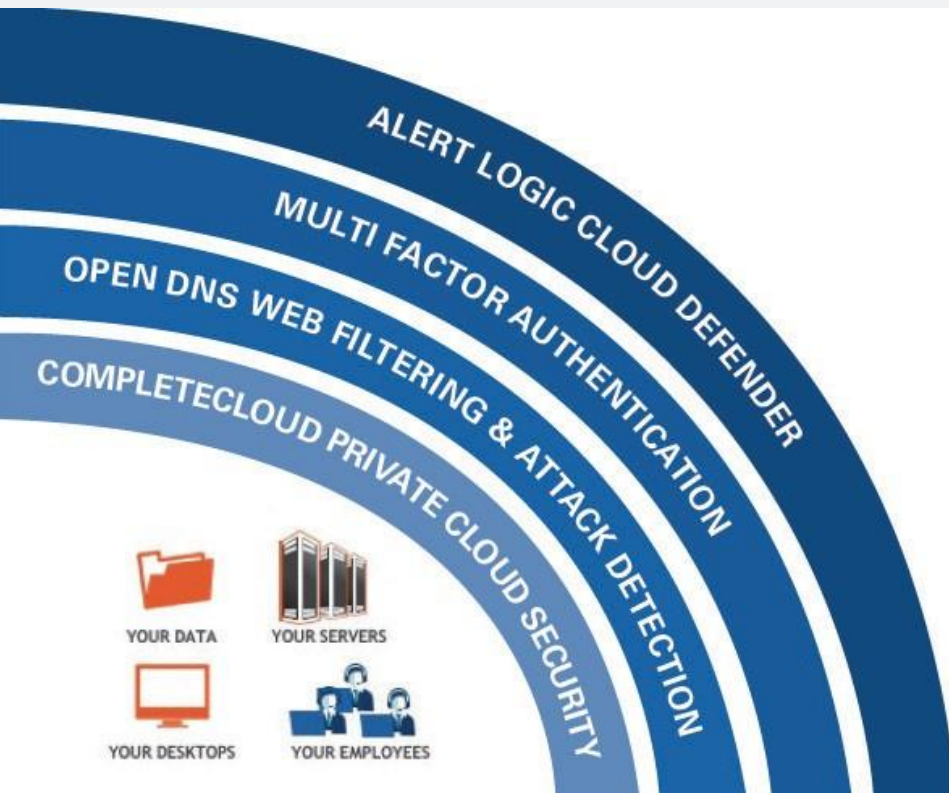 ALERT LOGIC CLOUD DEFENDER
MULTI FACTOR AUTHENTICATION
OPEN DNS WEB FILTERING & ATTACK DETECTION
COMPLETECLOUD PRIVATE CLOUD SECURITY
YOUR DATA
YOUR SERVERS
YOUR DESKTOPS
YOUR EMPLOYEES